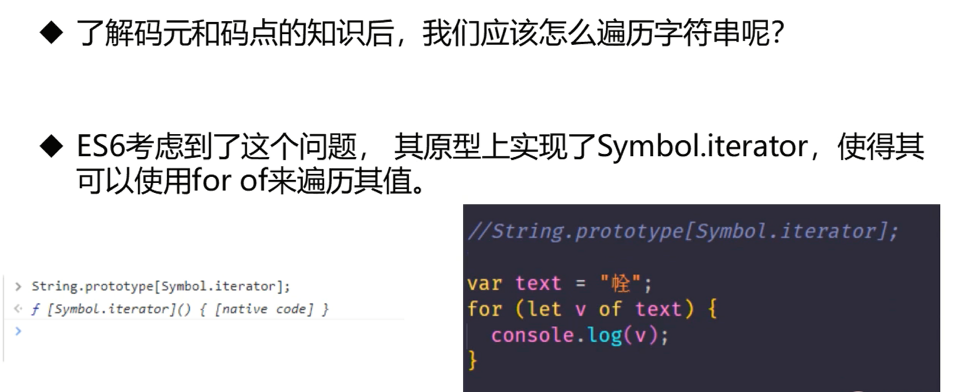 了解码元和码点的知识后，我们应该怎么遍历字符串呢?
ES6考虑到了这个问题， 其原型上实现了Symbol.iterator，使得其
可以使用for of来遍历其值。
> String.prototype[Symbol.iterator];
< ƒ [Symbol.iterator]() { [native code] }
>
//String.prototype[Symbol.iterator];
var text = "";
for (let v of text) {
console.log(v);
}